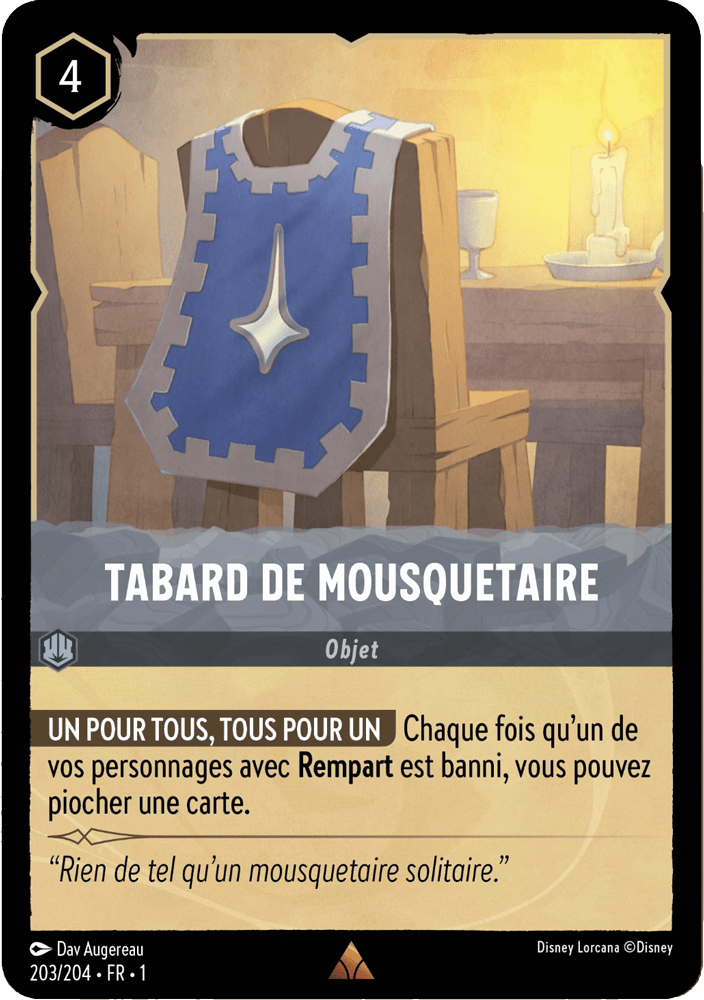 4
TABARD DE MOUSQUETAIRE
Objet
UN POUR TOUS, TOUS POUR UN Chaque fois qu'un de
vos personnages avec Rempart est banni, vous pouvez
piocher une carte.
“Rien de tel qu'un mousquetaire solitaire.”
Dav Augereau
Disney Lorcana ©Disney
203/204 • FR • 1